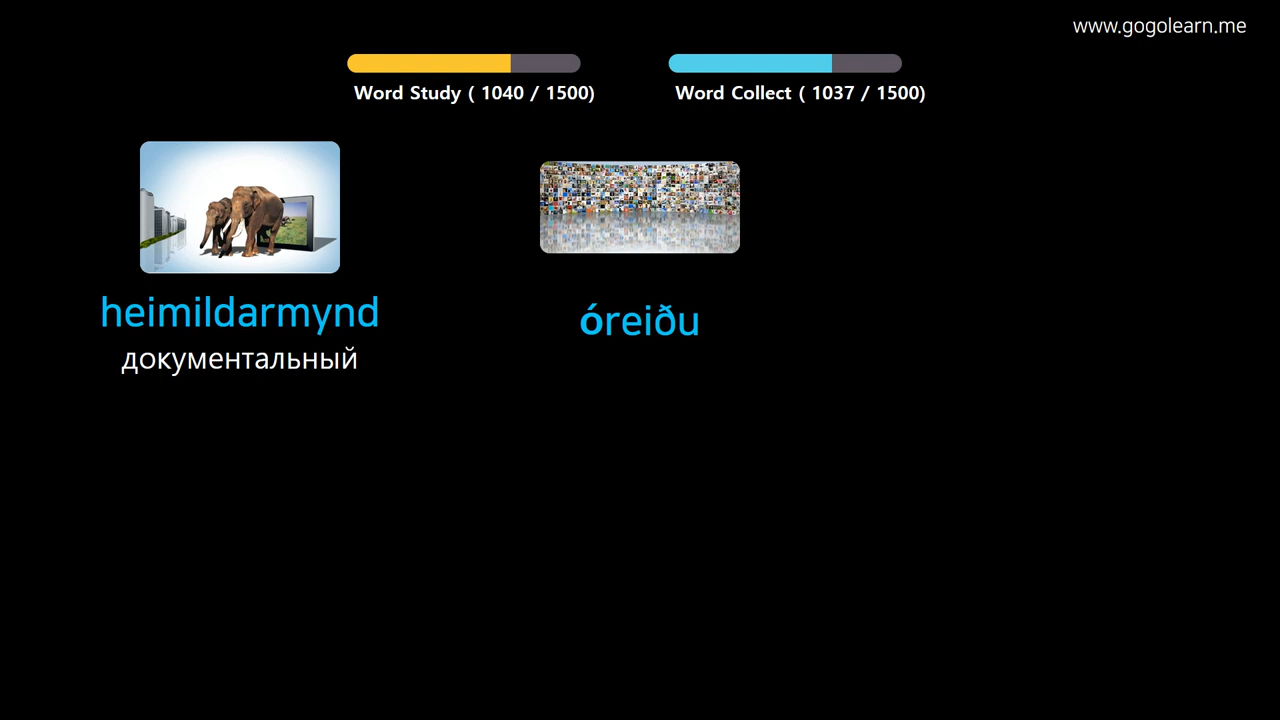 www.gogolearn.me
Word Study ( 1040 / 1500)
Word Collect ( 1037 / 1500)
heimildarmynd
документальный
óreiðu